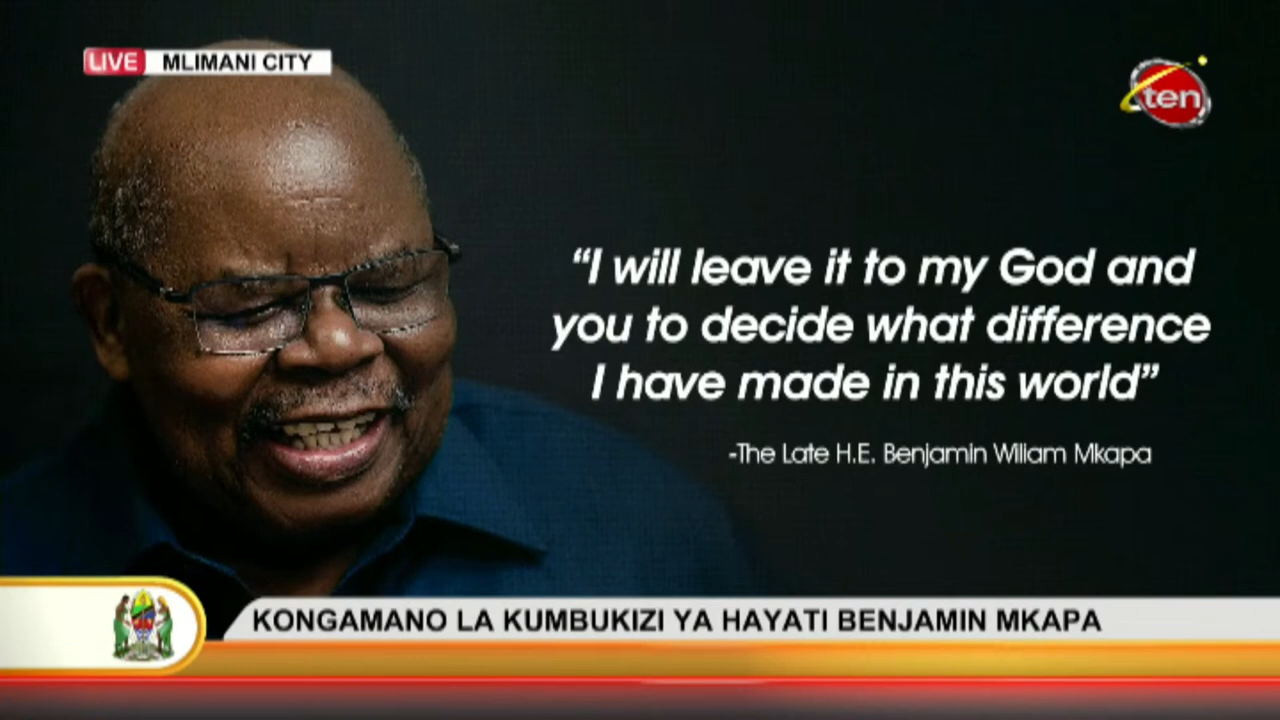 LIVE MLIMANI CITY
ten
“I will leave it to my God and
you to decide what difference
I have made in this world”
-The Late H.E. Benjamin Willam Mkapa
KONGAMANO LA KUMBUKIZI YA HAYATI BENJAMIN MKAPA